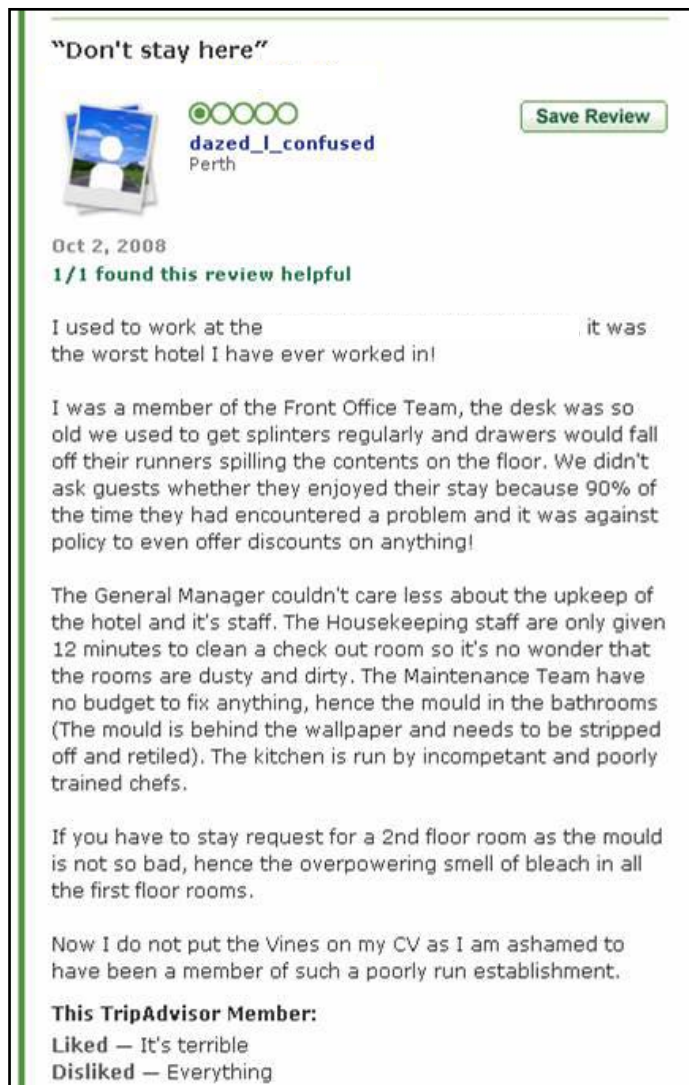 “Don't stay here”
dazed_I_confused
Save Review
Perth
Oct 2, 2008
1/1 found this review helpful
I used to work at the it was
the worst hotel I have ever worked in!
I was a member of the Front Office Team, the desk was so
old we used to get splinters regularly and drawers would fall
off their runners spilling the contents on the floor. We didn't
ask guests whether they enjoyed their stay because 90% of
the time they had encountered a problem and it was against
policy to even offer discounts on anything!
The General Manager couldn't care less about the upkeep of
the hotel and it's staff. The Housekeeping staff are only given
12 minutes to clean a check out room so it's no wonder that
the rooms are dusty and dirty. The Maintenance Team have
no budget to fix anything, hence the mould in the bathrooms
(The mould is behind the wallpaper and needs to be stripped
off and retiled). The kitchen is run by incompetant and poorly
trained chefs.
If you have to stay request for a 2nd floor room as the mould
is not so bad, hence the overpowering smell of bleach in all
the first floor rooms.
Now I do not put the Vines on my CV as I am ashamed to
have been a member of such a poorly run establishment.
This TripAdvisor Member:
Liked — It's terrible
Disliked — Everything